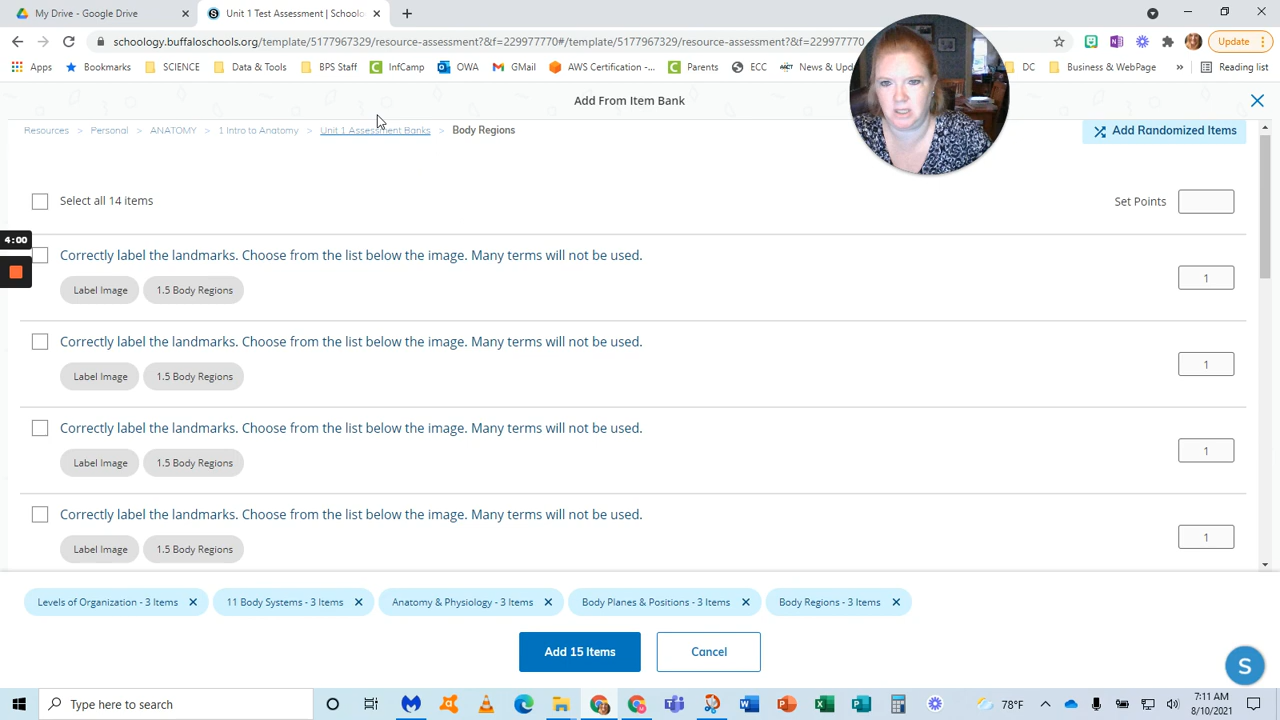 My Drive - Google Drive
Unit 1 Test Assessment | Schoolo
schoology.buffaloschools.o
emplate/5177967329/resource-assessment?f=229977770#/template/5177967329
esource-assessment?f=229977770
Update
Apps
Bookmarks
SCIENCE
Danielson Tools
BPS Staff
InfCamp
OWA
Gmail
AWS Certification -...
Parents
ECC
News & Upd
DC
Business & WebPage
»
Reading list
Add From Item Bank
Resources > Personal > ANATOMY > 1 Intro to Anatomy > Unit 1 Assessment Banks > Body Regions
Add Randomized Items
Select all 14 items
Set Points
4:00
Correctly label the landmarks. Choose from the list below the image. Many terms will not be used.
Label Image
1.5 Body Regions
1
Correctly label the landmarks. Choose from the list below the image. Many terms will not be used.
Label Image
1.5 Body Regions
1
Correctly label the landmarks. Choose from the list below the image. Many terms will not be used.
Label Image
1.5 Body Regions
1
Correctly label the landmarks. Choose from the list below the image. Many terms will not be used.
Label Image
1.5 Body Regions
1
Levels of Organization - 3 Items
11 Body Systems - 3 Items
Anatomy & Physiology - 3 Items
Body Planes & Positions - 3 Items
Body Regions - 3 Items
Add 15 Items
Cancel
S
Type here to search
78°F
7:11 AM
8/10/2021